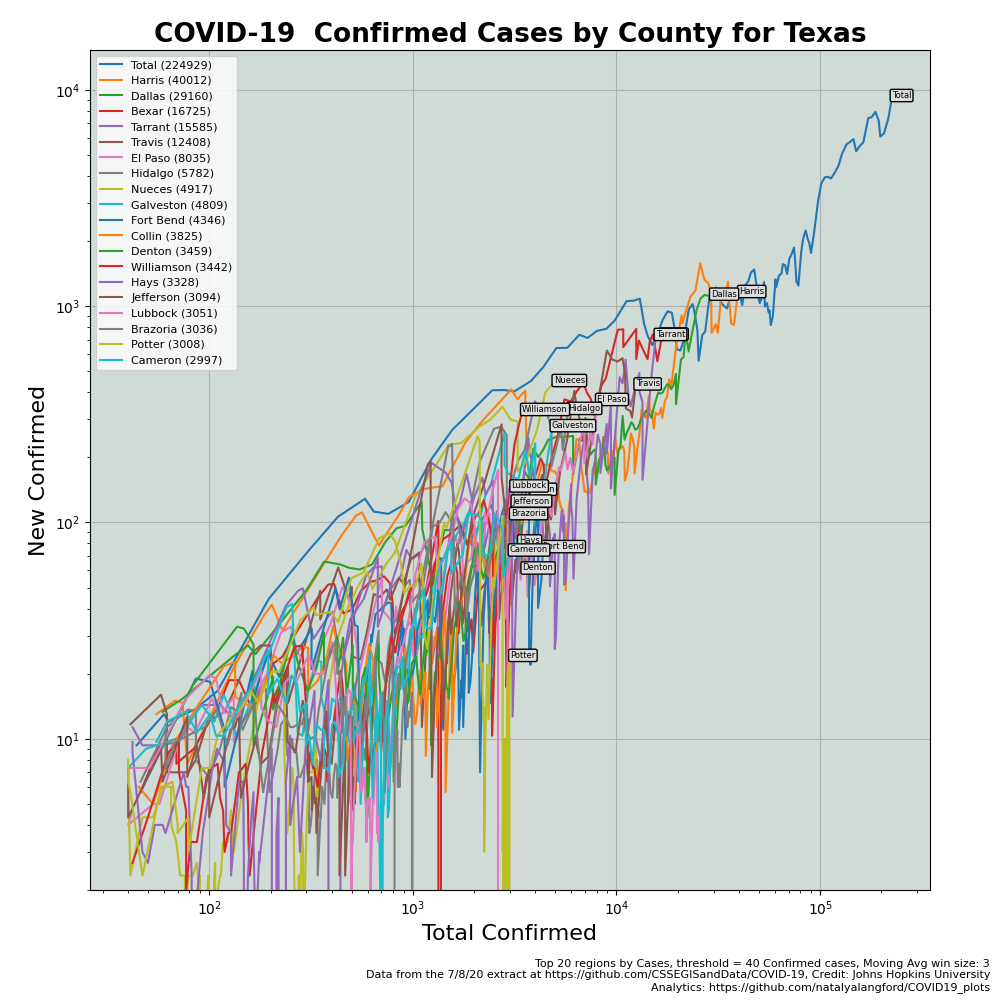 COVID-19  Confirmed Cases by County for Texas
Total (224929)
Harris (40012)
Dallas (29160)
Bexar (16725)
Tarrant (15585)
Travis (12408)
El Paso (8035)
Hidalgo (5782)
Nueces (4917)
Galveston (4809)
Fort Bend (4346)
Collin (3825)
Denton (3459)
Williamson (3442)
Hays (3328)
Jefferson (3094)
Lubbock (3051)
Brazoria (3036)
Potter (3008)
Cameron (2997)
10⁴
10³
10²
10¹
New Confirmed
Total
Dallas
Harris
Tarrant
Nueces
Travis
El Paso
Williamson
Hidalgo
Galveston
Lubbock
Jefferson
Brazoria
Hays
Cameron
ort Bend
Denton
Potter
10²
10³
10⁴
10⁵
Total Confirmed
Top 20 regions by Cases, threshold = 40 Confirmed cases, Moving Avg win size: 3
Data from the 7/8/20 extract at https://github.com/CSSEGISandData/COVID-19, Credit: Johns Hopkins University
Analytics: https://github.com/natalyalangford/COVID19_plots